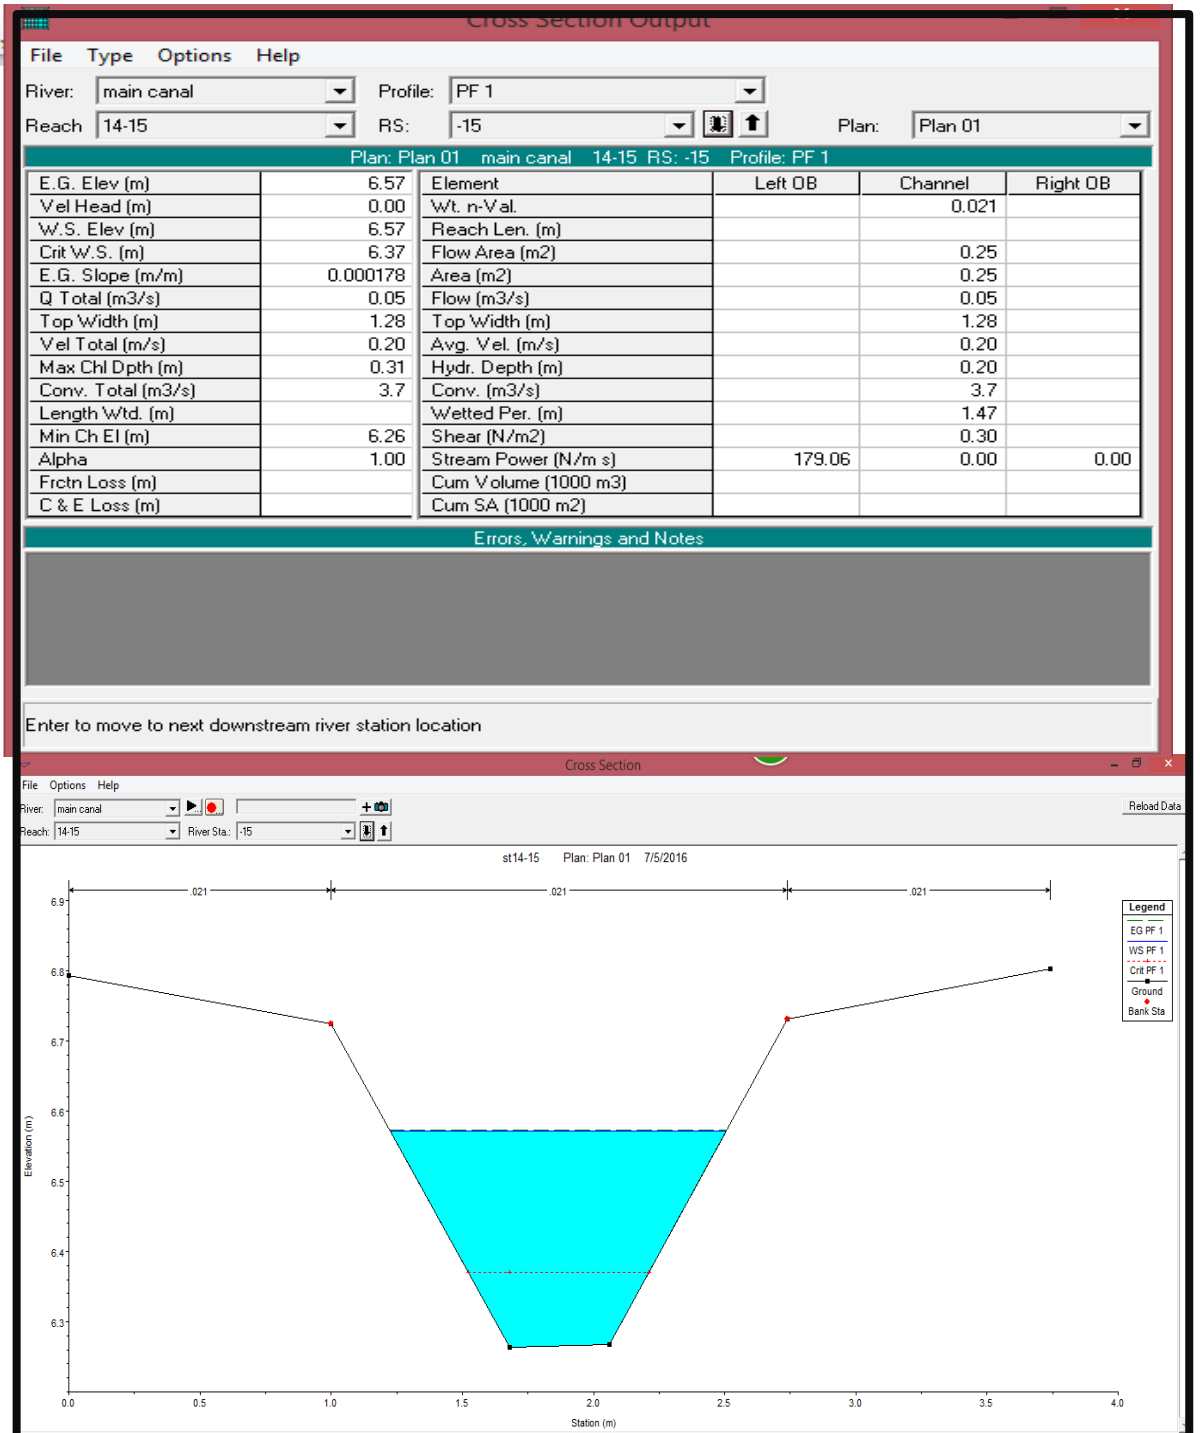 Cross Section Output
File Type Options Help
River: main canal Profile: PF 1
Reach 14-15 RS: -15 Plan: Plan 01
Plan: Plan 01 main canal 14-15 RS: -15 Profile: PF 1
E.G. Elev (m) 6.57 Element Left OB Channel Right OB
Vel Head (m) 0.00 Wt. n-Val. 0.021
W.S. Elev (m) 6.57 Reach Len. (m)
Crit W.S. (m) 6.37 Flow Area (m2) 0.25
E.G. Slope (m/m) 0.000178 Area (m2) 0.25
Q Total (m3/s) 0.05 Flow (m3/s) 0.05
Top Width (m) 1.28 Top Width (m) 1.28
Vel Total (m/s) 0.20 Avg. Vel. (m/s) 0.20
Max Chl Dpth (m) 0.31 Hydr. Depth (m) 0.20
Conv. Total (m3/s) 3.7 Conv. (m3/s) 3.7
Length Wtd. (m) Wetted Per. (m) 1.47
Min Ch El (m) 6.26 Shear (N/m2) 0.30
Alpha 1.00 Stream Power (N/m s) 179.06 0.00 0.00
Frctn Loss (m) Cum Volume (1000 m3)
C & E Loss (m) Cum SA (1000 m2)
Errors, Warnings and Notes
Enter to move to next downstream river station location
Cross Section
File Options Help
River: main canal Reload Data
Reach: 14-15 River Sta.: -15
st14-15 Plan: Plan 01 7/5/2016
.021 .021 .021
Legend
EG PF 1
WS PF 1
Crit PF 1
Ground
Bank Sta
6.9
6.8
6.7
6.6
6.5
6.4
6.3
Elevation (m)
0.0 0.5 1.0 1.5 2.0 2.5 3.0 3.5 4.0
Station (m)